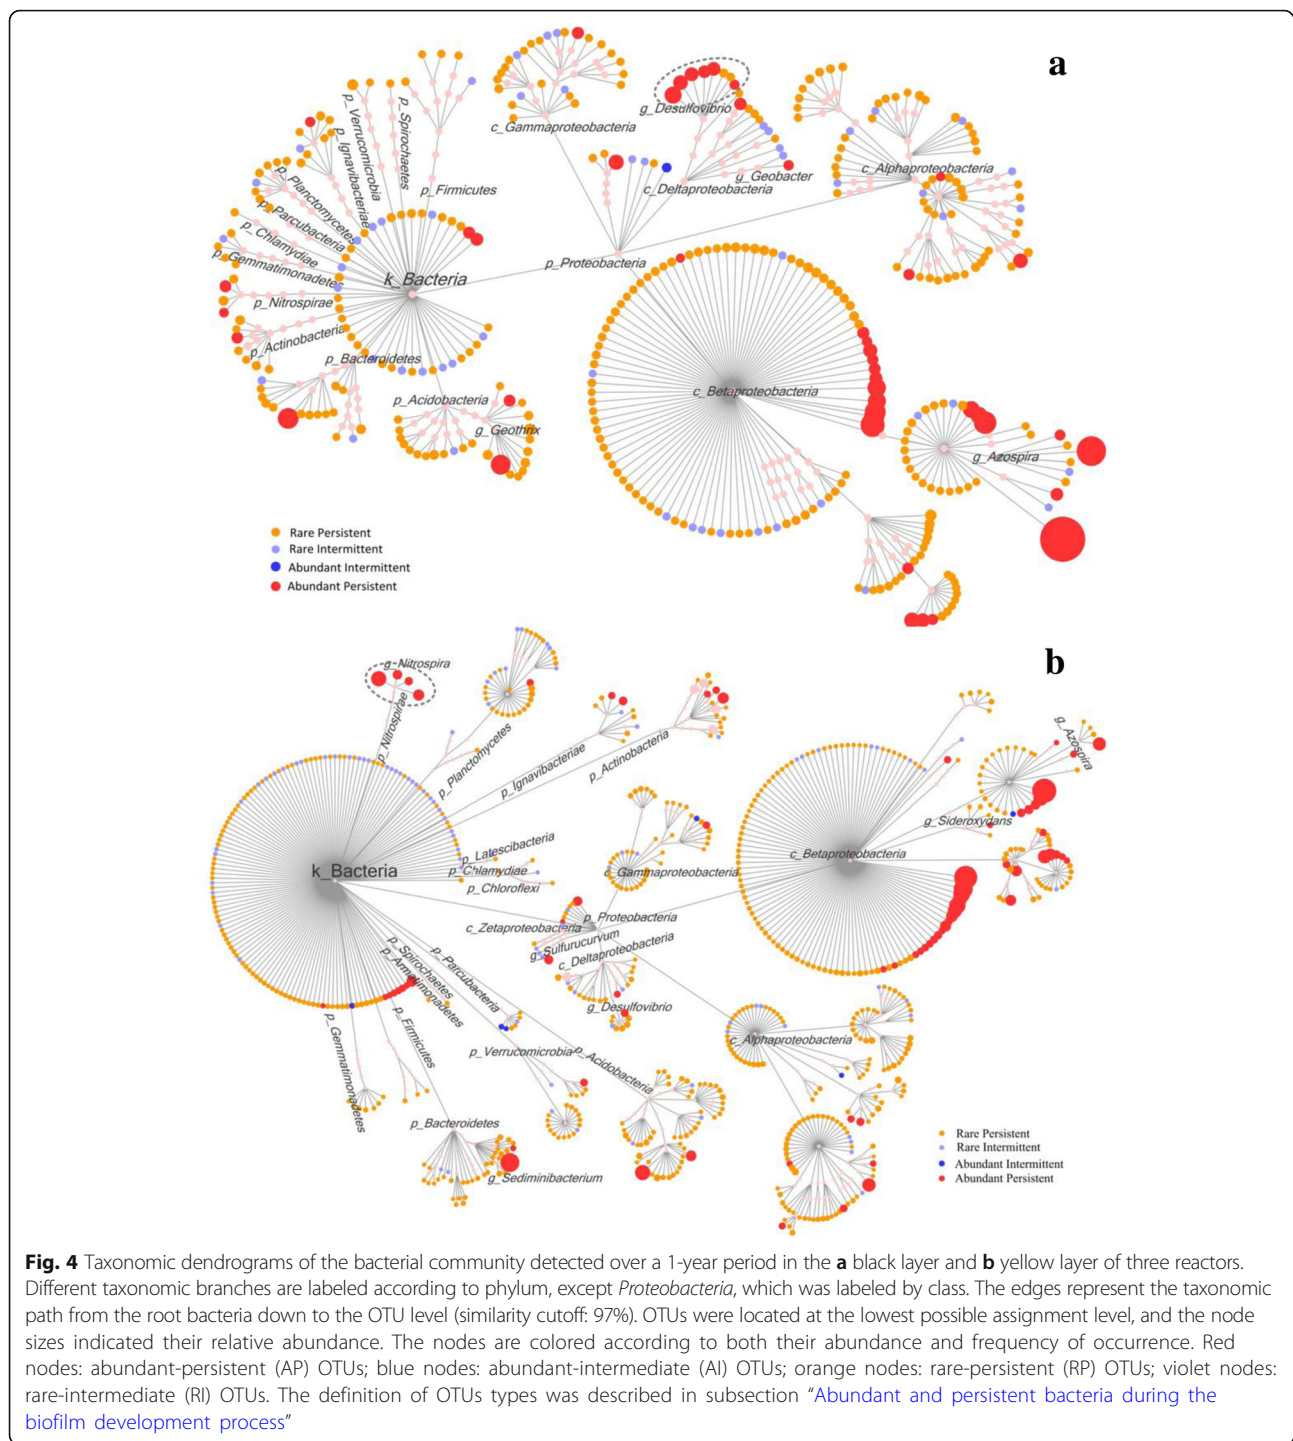 a
c_Gammaproteobacteria
g_Desulfovibrio
c_Alphaproteobacteria
p_Verrucomicrobia
p_Spirochaetes
p_Ignavibacteriae
p_Firmicutes
c_Deltaproteobacteria
g_Geobacter
p_Planctomycetes
p_Parcubacteria
p_Chlamydiae
p_Gemmatimonadetes
k_Bacteria
p_Proteobacteria
p_Nitrospirae
p_Actinobacteria
p_Bacteroidetes
c_Betaproteobacteria
p_Acidobacteria
g_Geothrix
g_Azospira
Rare Persistent
Rare Intermittent
Abundant Intermittent
Abundant Persistent
b
g_Nitrospira
p_Nitrospirae
p_Planctomycetes
p_Ignavibacteriae
p_Actinobacteria
g_Azospira
g_Sideroxydans
c_Betaproteobacteria
p_Latescibacteria
k_Bacteria
p_Chlamydiae
p_Chloroflexi
c_Gammaproteobacteria
p_Proteobacteria
c_Zetaproteobacteria
g_Sulfurucurvum
c_Deltaproteobacteria
p_Spirochaetes
p_Parcubacteria
p_Armatimonadetes
g_Desulfovibrio
p_Gemmatimonadetes
p_Firmicutes
p_Verrucomicrobia
p_Acidobacteria
c_Alphaproteobacteria
p_Bacteroidetes
g_Sediminibacterium
Rare Persistent
Rare Intermittent
Abundant Intermittent
Abundant Persistent
Fig. 4 Taxonomic dendrograms of the bacterial community detected over a 1-year period in the a black layer and b yellow layer of three reactors.
Different taxonomic branches are labeled according to phylum, except Proteobacteria, which was labeled by class. The edges represent the taxonomic
path from the root bacteria down to the OTU level (similarity cutoff: 97%). OTUs were located at the lowest possible assignment level, and the node
sizes indicated their relative abundance. The nodes are colored according to both their abundance and frequency of occurrence. Red
nodes: abundant-persistent (AP) OTUs; blue nodes: abundant-intermediate (AI) OTUs; orange nodes: rare-persistent (RP) OTUs; violet nodes:
rare-intermediate (RI) OTUs. The definition of OTUs types was described in subsection “Abundant and persistent bacteria during the
biofilm development process”